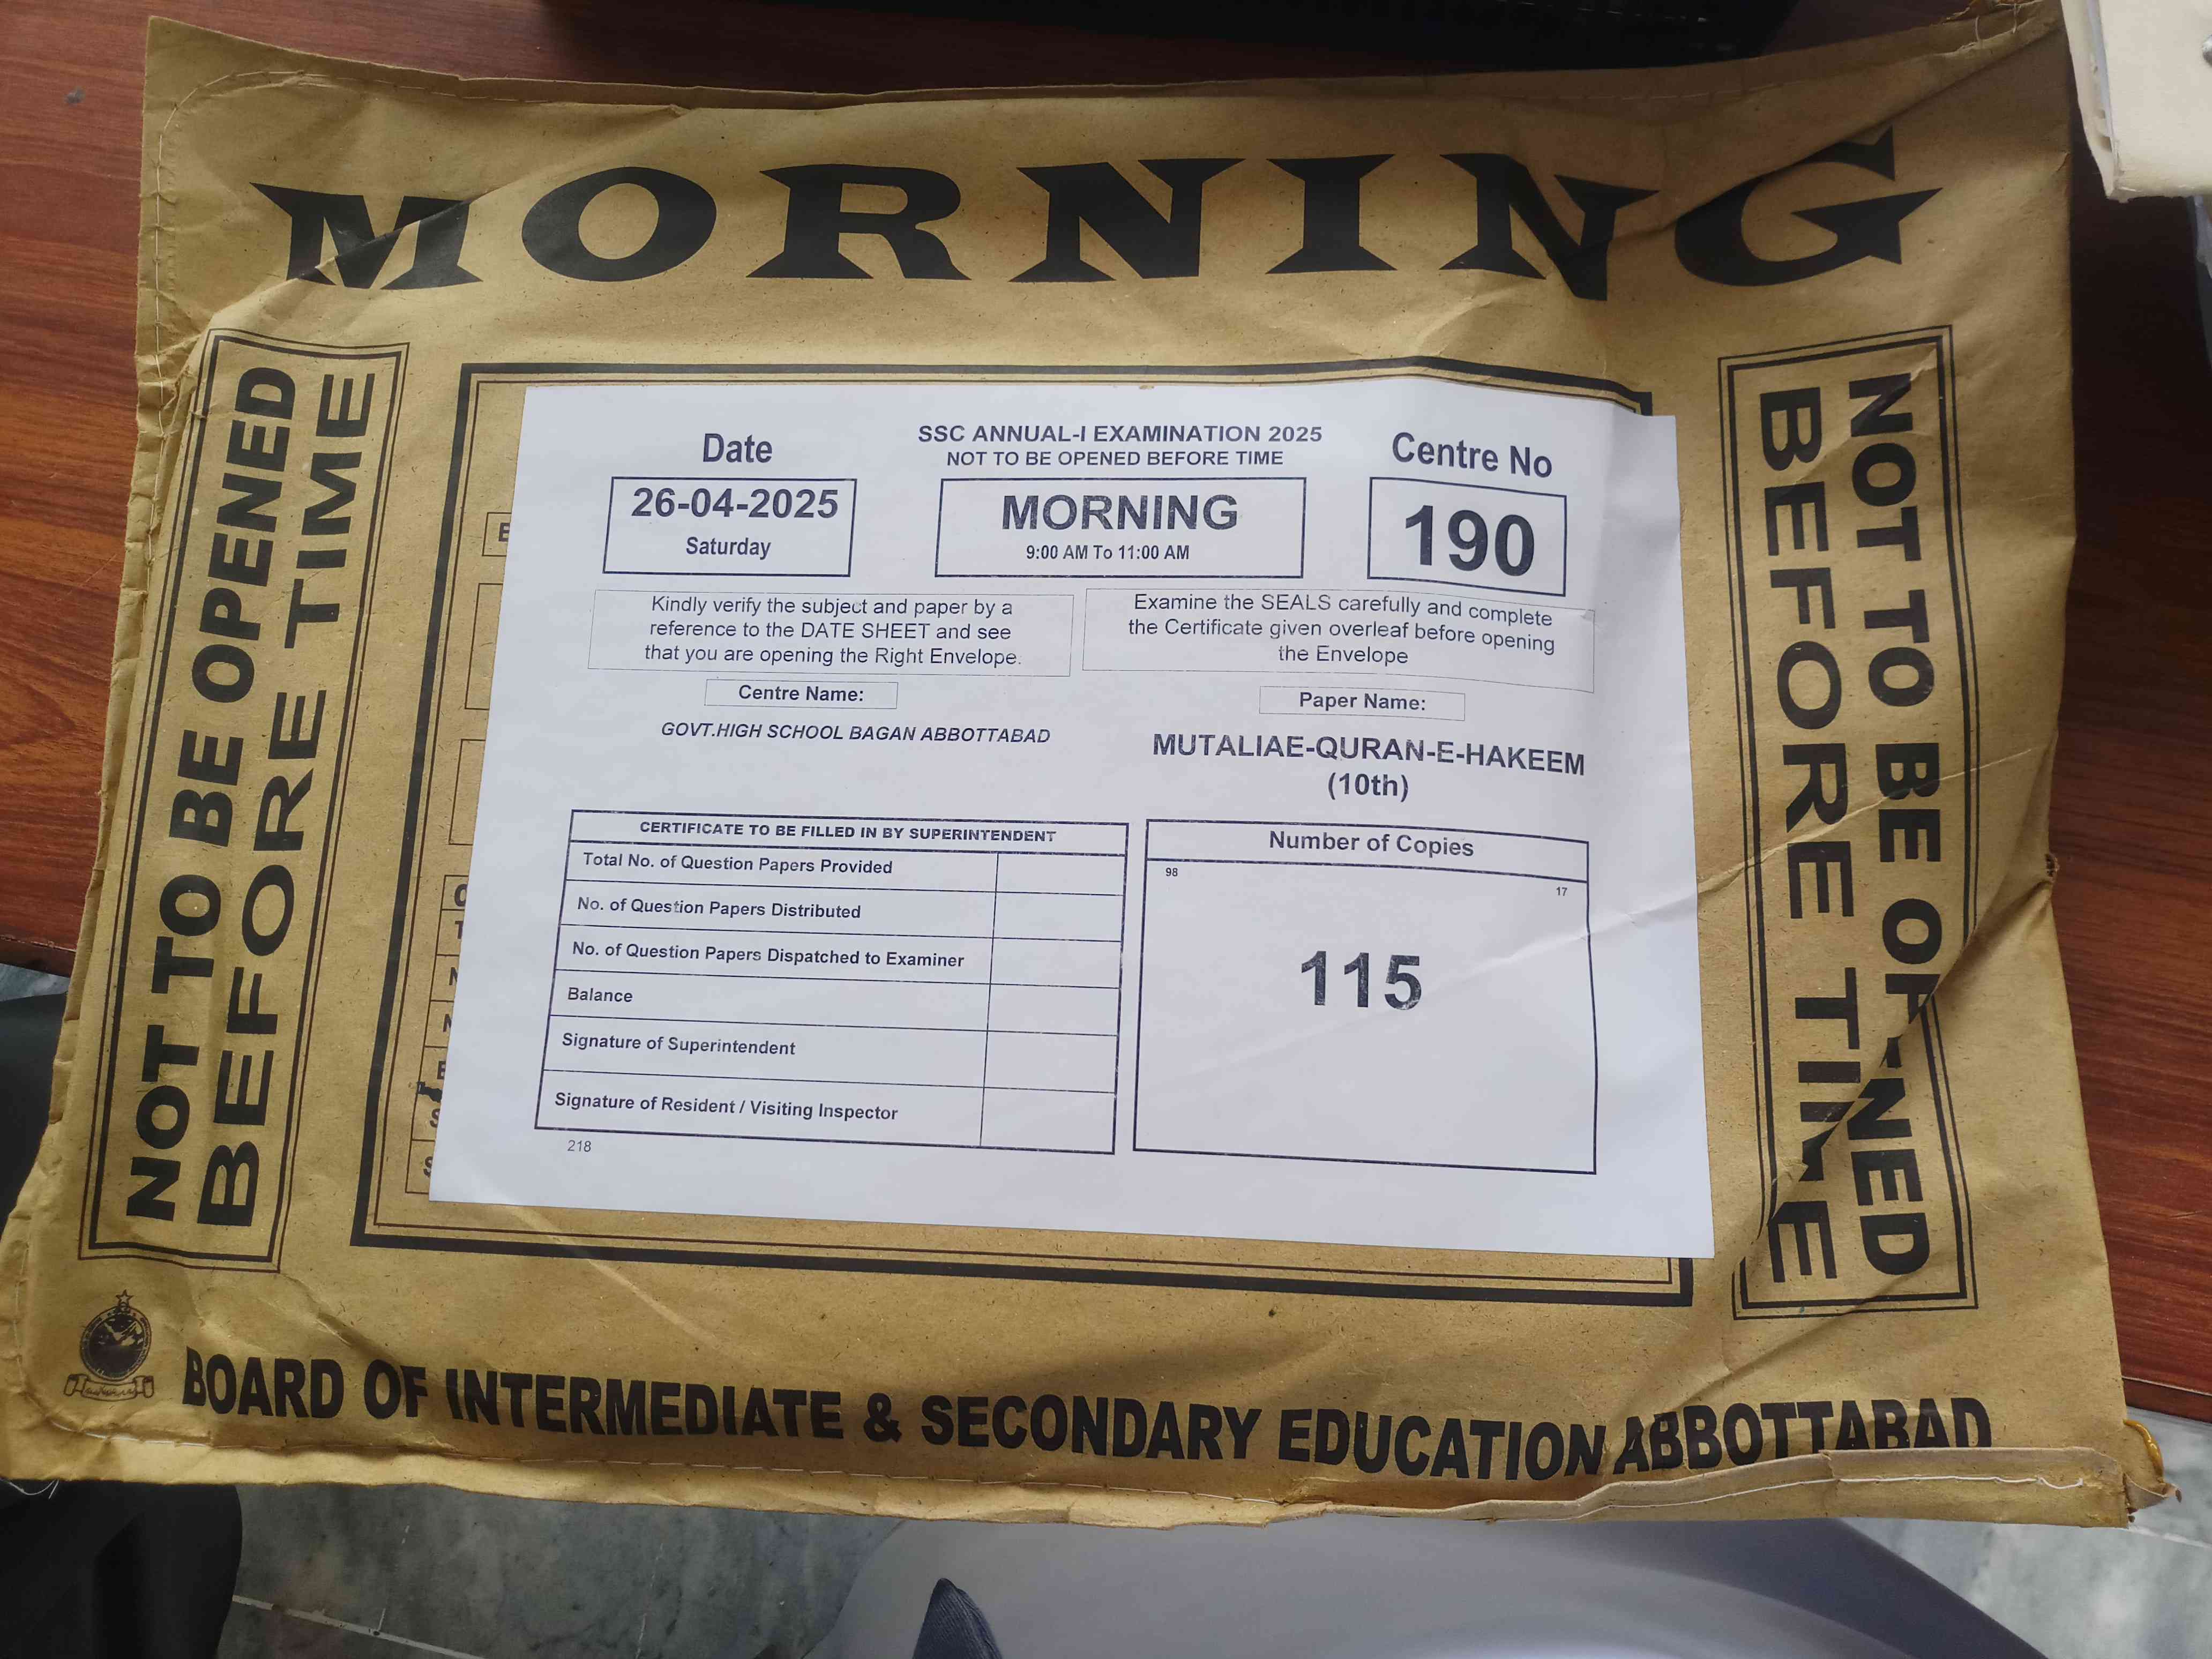 MORNING
NOT TO BE OPENED
BEFORE TIME
Date
26-04-2025
Saturday
SSC ANNUAL-I EXAMINATION 2025
NOT TO BE OPENED BEFORE TIME
MORNING
9:00 AM To 11:00 AM
Centre No
190
Kindly verify the subject and paper by a
reference to the DATE SHEET and see
that you are opening the Right Envelope.
Examine the SEALS carefully and complete
the Certificate given overleaf before opening
the Envelope
Centre Name:
GOVT.HIGH SCHOOL BAGAN ABBOTTABAD
Paper Name:
MUTALIAE-QURAN-E-HAKEEM
(10th)
CERTIFICATE TO BE FILLED IN BY SUPERINTENDENT
Total No. of Question Papers Provided
No. of Question Papers Distributed
No. of Question Papers Dispatched to Examiner
Balance
Signature of Superintendent
Signature of Resident / Visiting Inspector
218
Number of Copies
98
17
115
NOT TO BE OPENED
BEFORE TIME
BOARD OF INTERMEDIATE & SECONDARY EDUCATION ABBOTTABAD